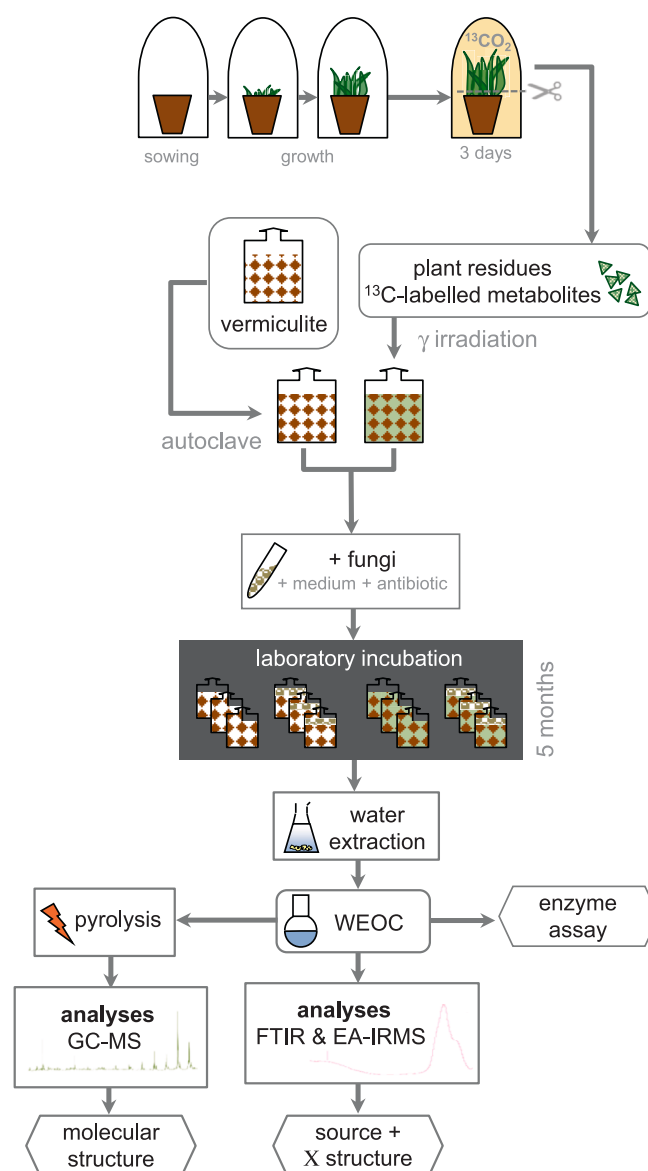 ¹³CO₂
sowing
growth
3 days
vermiculite
plant residues
¹³C-labelled metabolites
γ irradiation
autoclave
+ fungi
+ medium + antibiotic
laboratory incubation
5 months
water
extraction
pyrolysis
WEOC
enzyme
assay
analyses
GC-MS
analyses
FTIR & EA-IRMS
molecular
structure
source +
X structure